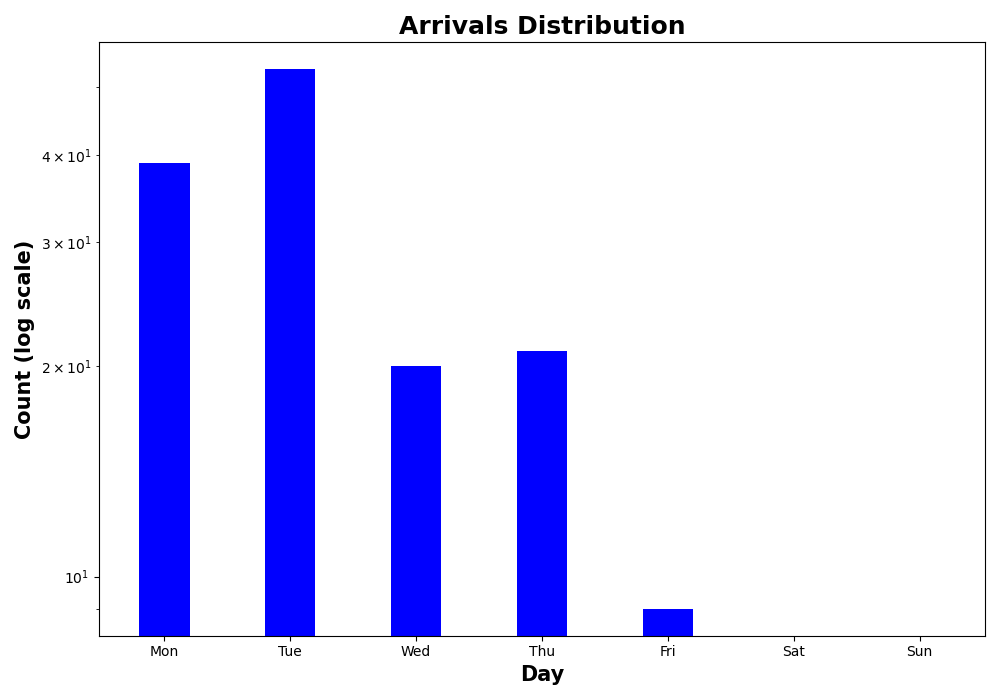 Arrivals Distribution
Count (log scale)
4 × 10¹
3 × 10¹
2 × 10¹
10¹
Mon Tue Wed Thu Fri Sat Sun
Day